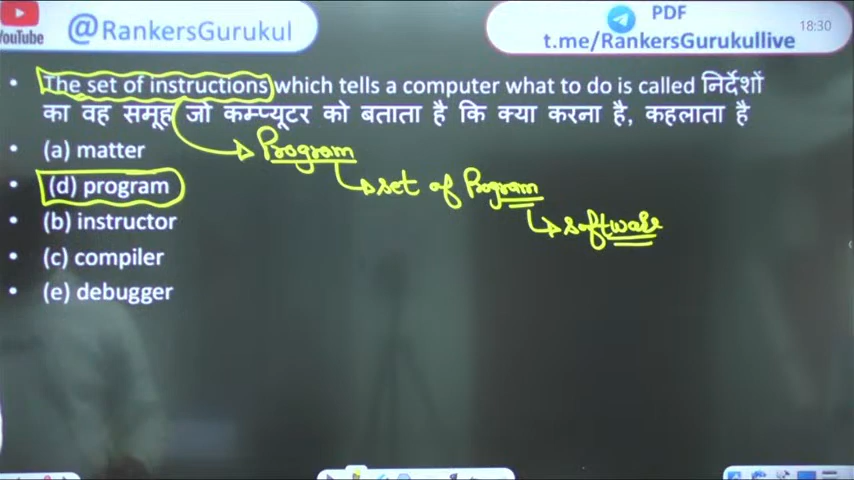 YouTube
@RankersGurukul
PDF
t.me/RankersGurukullive
18:30
• The set of instructions which tells a computer what to do is called निर्देशों
का वह समूह जो कम्प्यूटर को बताता है कि क्या करना है, कहलाता है
• (a) matter
• (d) program
• (b) instructor
• (c) compiler
• (e) debugger
Program
set of Program
software